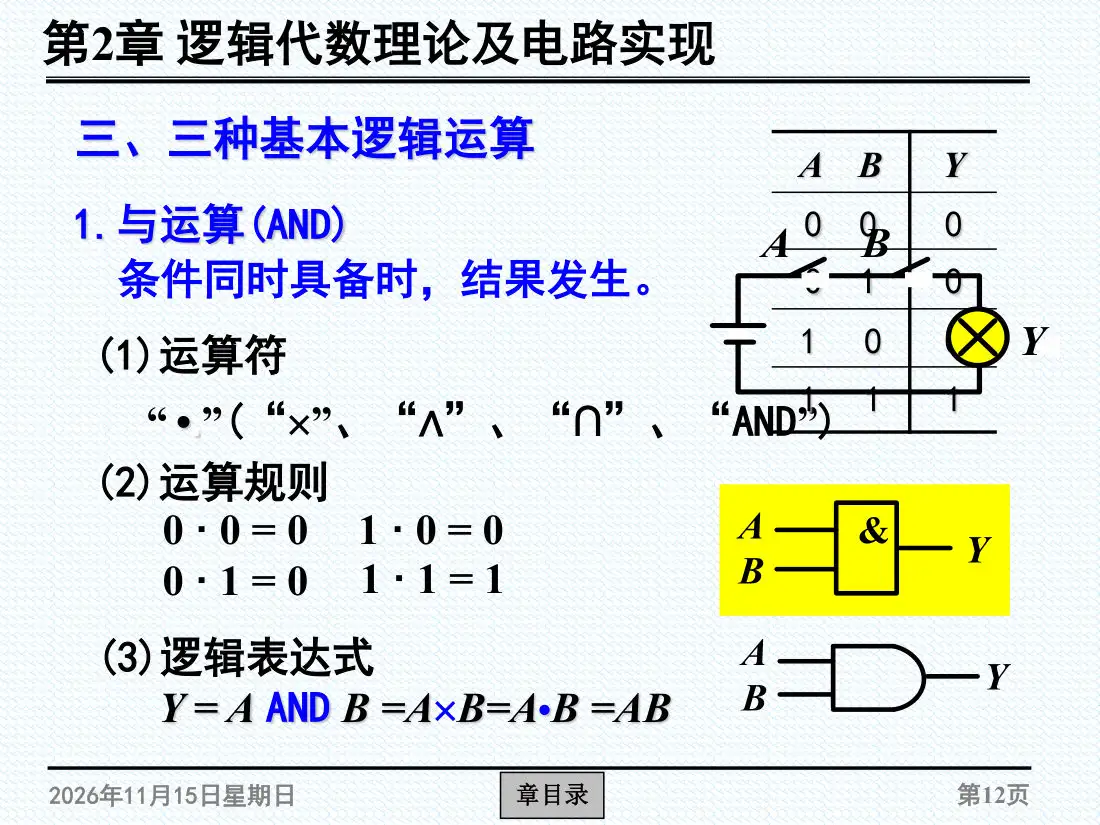 第2章 逻辑代数理论及电路实现
三、三种基本逻辑运算
1.与运算(AND)
条件同时具备时，结果发生。
(1)运算符
“•”(“×”、“∧”、“∩”、“AND”)
(2)运算规则
0 · 0 = 0 1 · 0 = 0
0 · 1 = 0 1 · 1 = 1
(3)逻辑表达式
Y = A AND B =A×B=A•B =AB
A B Y
0 0 0
A B
1 0
1 0
Y
1 1 1
A
B
&
Y
A
B
Y
2026年11月15日星期日
章目录
第12页